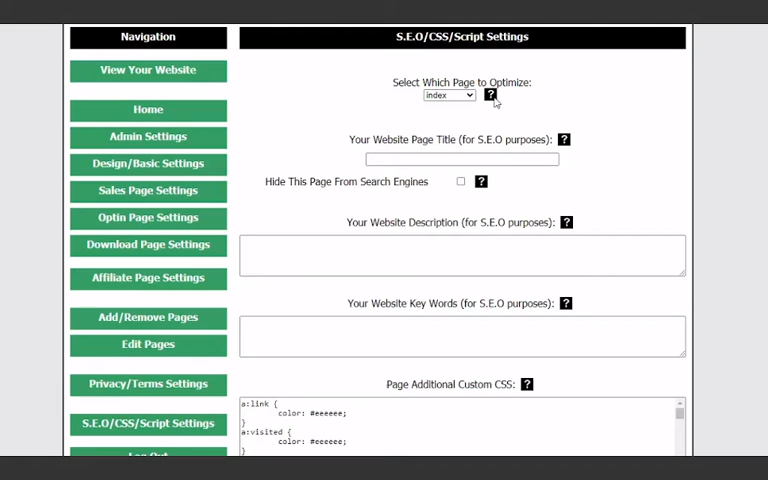 Navigation
View Your Website
Home
Admin Settings
Design/Basic Settings
Sales Page Settings
Optin Page Settings
Download Page Settings
Affiliate Page Settings
Add/Remove Pages
Edit Pages
Privacy/Terms Settings
S.E.O/CSS/Script Settings
Log Out
S.E.O/CSS/Script Settings
Select Which Page to Optimize:
index ?
Your Website Page Title (for S.E.O purposes): ?
Hide This Page From Search Engines ?
Your Website Description (for S.E.O purposes): ?
Your Website Key Words (for S.E.O purposes): ?
Page Additional Custom CSS: ?
a:link {
color: #eeeeee;
}
a:visited {
color: #eeeeee;
}